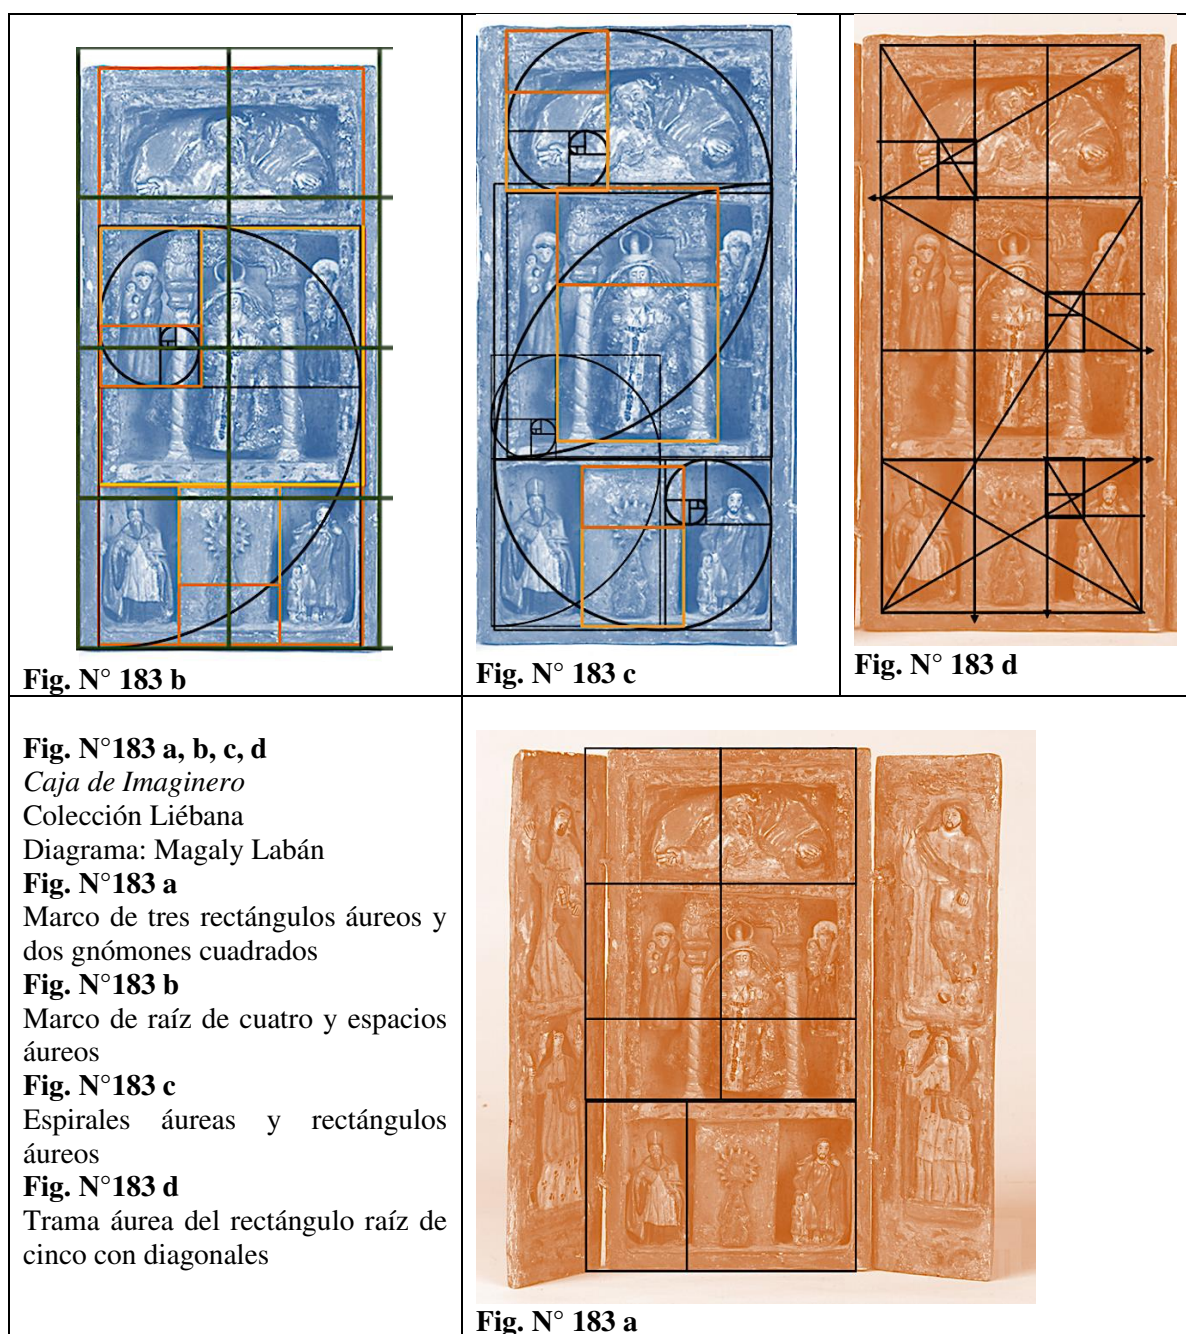 Fig. N° 183 b
Fig. N° 183 c
Fig. N° 183 d
Fig. N°183 a, b, c, d
Caja de Imaginero
Colección Liébana
Diagrama: Magaly Labán
Fig. N°183 a
Marco de tres rectángulos áureos y
dos gnómones cuadrados
Fig. N°183 b
Marco de raíz de cuatro y espacios
áureos
Fig. N°183 c
Espirales áureas y rectángulos
áureos
Fig. N°183 d
Trama áurea del rectángulo raíz de
cinco con diagonales
Fig. N° 183 a